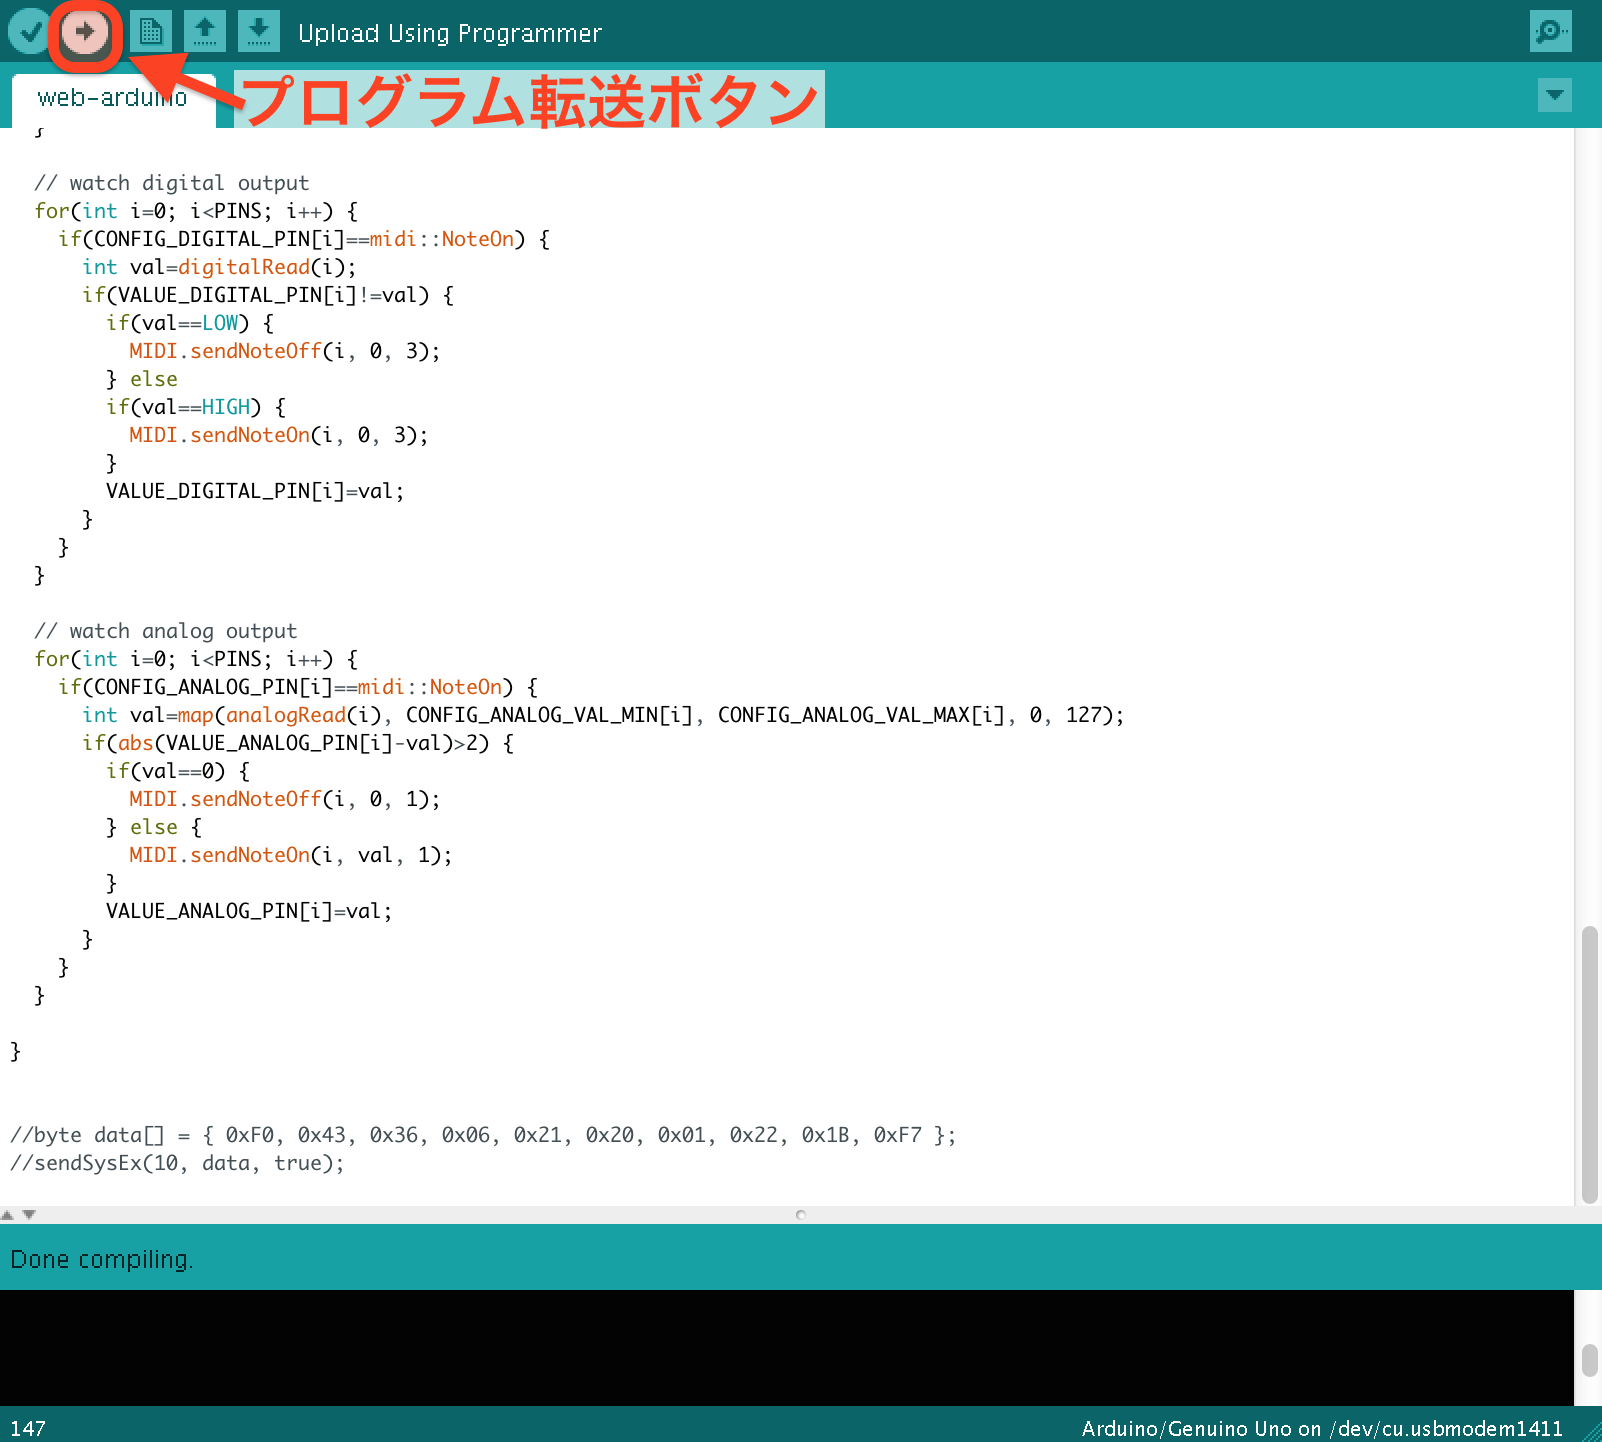 Upload Using Programmer
web-arduino
プログラム転送ボタン
}
// watch digital output
for(int i=0; i<PINS; i++) {
if(CONFIG_DIGITAL_PIN[i]==midi::NoteOn) {
int val=digitalRead(i);
if(VALUE_DIGITAL_PIN[i]!=val) {
if(val==LOW) {
MIDI.sendNoteOff(i, 0, 3);
} else
if(val==HIGH) {
MIDI.sendNoteOn(i, 0, 3);
}
VALUE_DIGITAL_PIN[i]=val;
}
}
}
// watch analog output
for(int i=0; i<PINS; i++) {
if(CONFIG_ANALOG_PIN[i]==midi::NoteOn) {
int val=map(analogRead(i), CONFIG_ANALOG_VAL_MIN[i], CONFIG_ANALOG_VAL_MAX[i], 0, 127);
if(abs(VALUE_ANALOG_PIN[i]-val)>2) {
if(val==0) {
MIDI.sendNoteOff(i, 0, 1);
} else {
MIDI.sendNoteOn(i, val, 1);
}
VALUE_ANALOG_PIN[i]=val;
}
}
}
}
//byte data[] = { 0xF0, 0x43, 0x36, 0x06, 0x21, 0x20, 0x01, 0x22, 0x1B, 0xF7 };
//sendSysEx(10, data, true);
Done compiling.
147
Arduino/Genuino Uno on /dev/cu.usbmodem1411